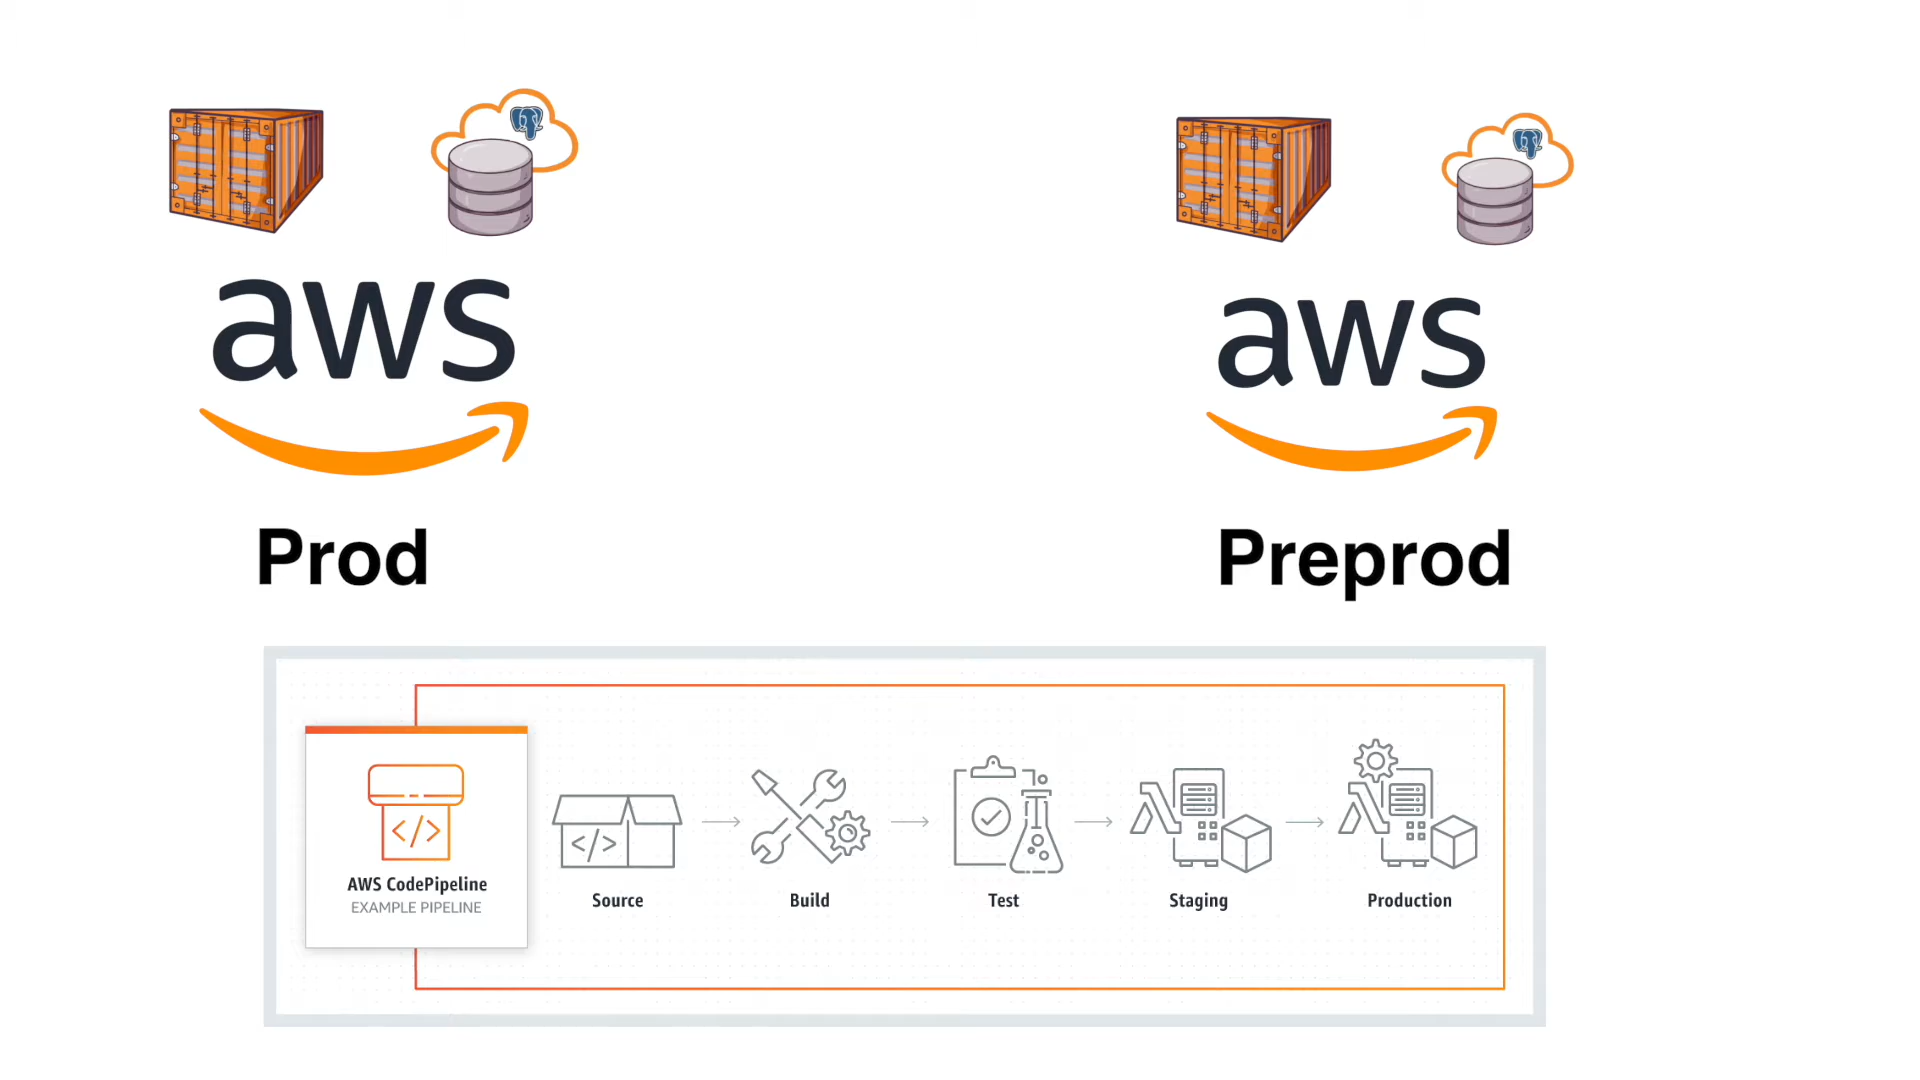 aws
aws
Prod
Preprod
</>
</>
AWS CodePipeline
EXAMPLE PIPELINE
Source
Build
Test
Staging
Production